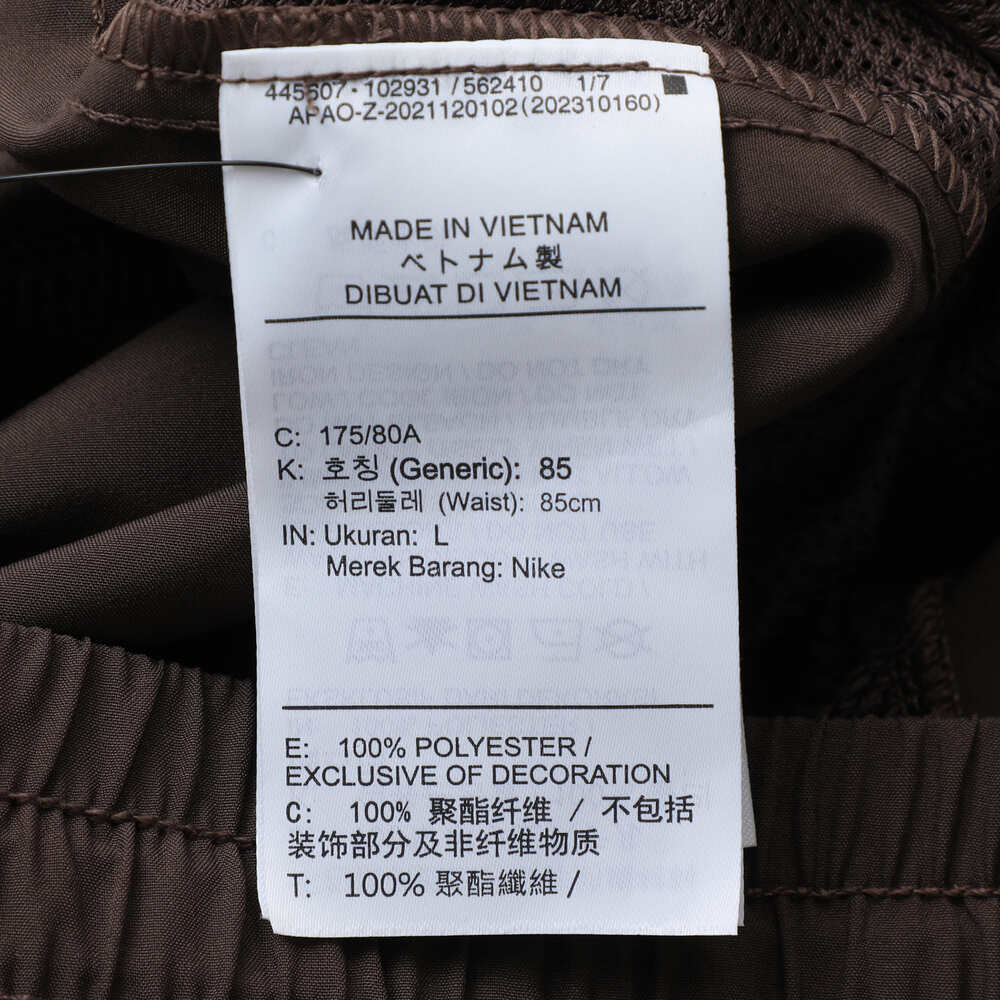 445607・102931 /562410 1/7
APAO-Z-2021120102(202310160)
MADE IN VIETNAM
ベトナム製
DIBUAT DI VIETNAM
C: 175/80A
K: 호칭 (Generic): 85
허리둘레 (Waist): 85cm
IN: Ukuran: L
Merek Barang: Nike
E: 100% POLYESTER /
EXCLUSIVE OF DECORATION
C: 100% 聚酯纤维 / 不包括
装饰部分及非纤维物质
T: 100% 聚酯纖維 /